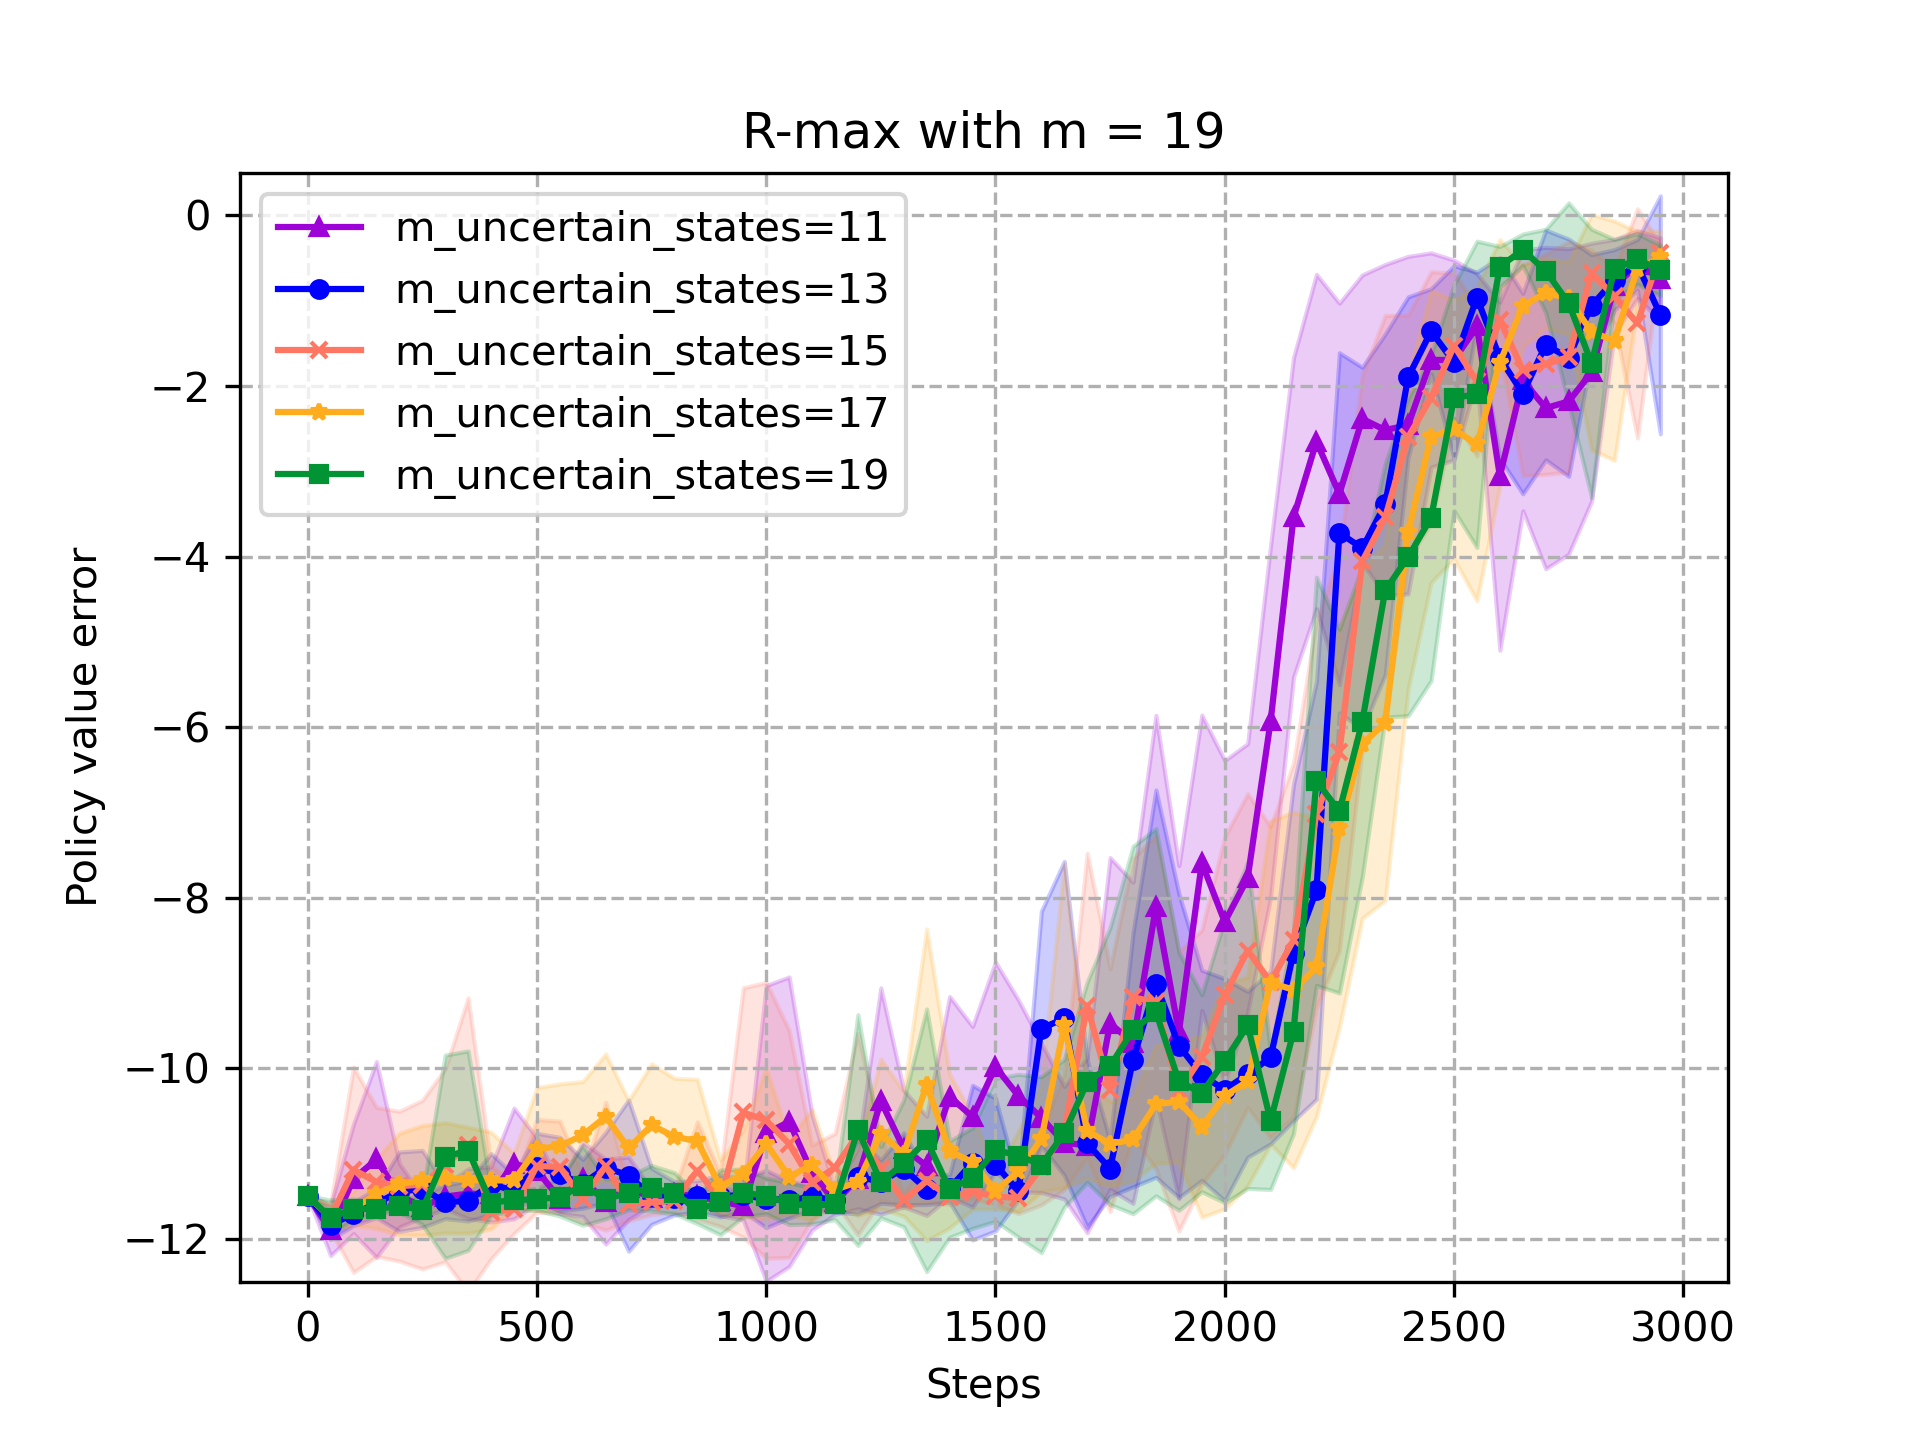 R-max with m = 19
m_uncertain_states=11
m_uncertain_states=13
m_uncertain_states=15
m_uncertain_states=17
m_uncertain_states=19
Policy value error
0
−2
−4
−6
−8
−10
−12
0 500 1000 1500 2000 2500 3000
Steps